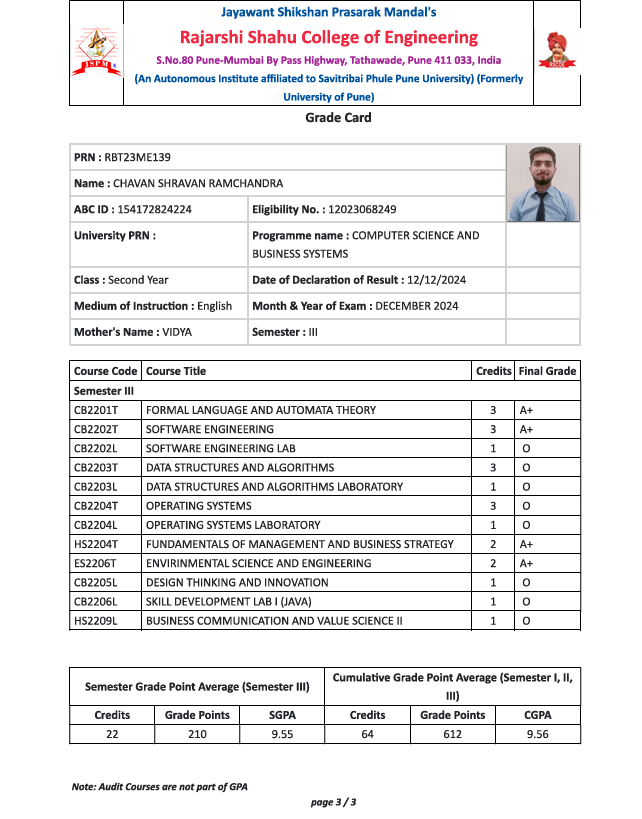 Jayawant Shikshan Prasarak Mandal's
Rajarshi Shahu College of Engineering
S.No.80 Pune-Mumbai By Pass Highway, Tathawade, Pune 411 033, India
(An Autonomous Institute affiliated to Savitribai Phule Pune University) (Formerly
University of Pune)
JSPM
Grade Card
PRN : RBT23ME139
Name : CHAVAN SHRAVAN RAMCHANDRA
ABC ID : 154172824224 Eligibility No. : 12023068249
University PRN : Programme name : COMPUTER SCIENCE AND
BUSINESS SYSTEMS
Class : Second Year Date of Declaration of Result : 12/12/2024
Medium of Instruction : English Month & Year of Exam : DECEMBER 2024
Mother's Name : VIDYA Semester : III
Course Code Course Title Credits Final Grade
Semester III
CB2201T FORMAL LANGUAGE AND AUTOMATA THEORY 3 A+
CB2202T SOFTWARE ENGINEERING 3 A+
CB2202L SOFTWARE ENGINEERING LAB 1 O
CB2203T DATA STRUCTURES AND ALGORITHMS 3 O
CB2203L DATA STRUCTURES AND ALGORITHMS LABORATORY 1 O
CB2204T OPERATING SYSTEMS 3 O
CB2204L OPERATING SYSTEMS LABORATORY 1 O
HS2204T FUNDAMENTALS OF MANAGEMENT AND BUSINESS STRATEGY 2 A+
ES2206T ENVIRINMENTAL SCIENCE AND ENGINEERING 2 A+
CB2205L DESIGN THINKING AND INNOVATION 1 O
CB2206L SKILL DEVELOPMENT LAB I (JAVA) 1 O
HS2209L BUSINESS COMMUNICATION AND VALUE SCIENCE II 1 O
Semester Grade Point Average (Semester III) Cumulative Grade Point Average (Semester I, II,
III)
Credits Grade Points SGPA Credits Grade Points CGPA
22 210 9.55 64 612 9.56
Note: Audit Courses are not part of GPA
page 3 / 3